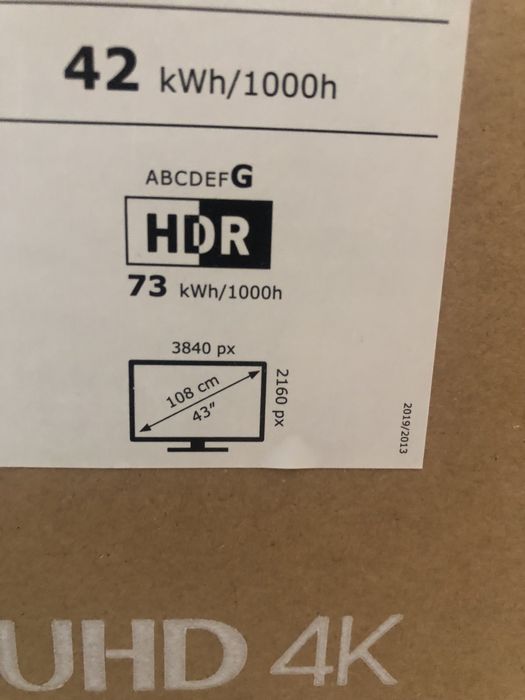 42 kWh/1000h
ABCDEFG
HDR
73 kWh/1000h
3840 px
108 cm
43"
2160 px
2019/2013
UHD 4K